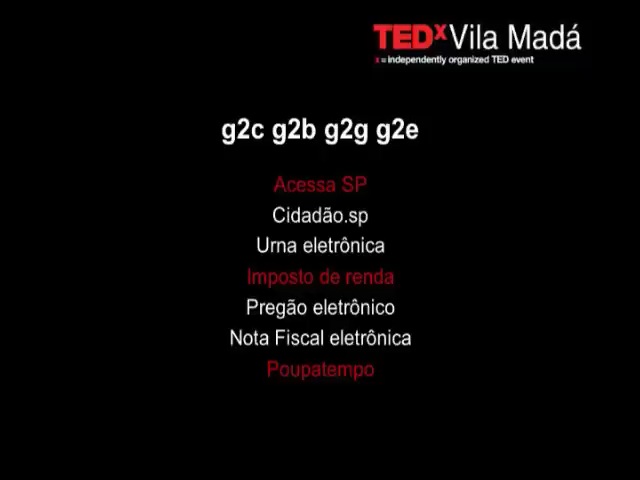 TEDxVila Madá
x = independently organized TED event
g2c g2b g2g g2e
Acessa SP
Cidadão.sp
Urna eletrônica
Imposto de renda
Pregão eletrônico
Nota Fiscal eletrônica
Poupatempo